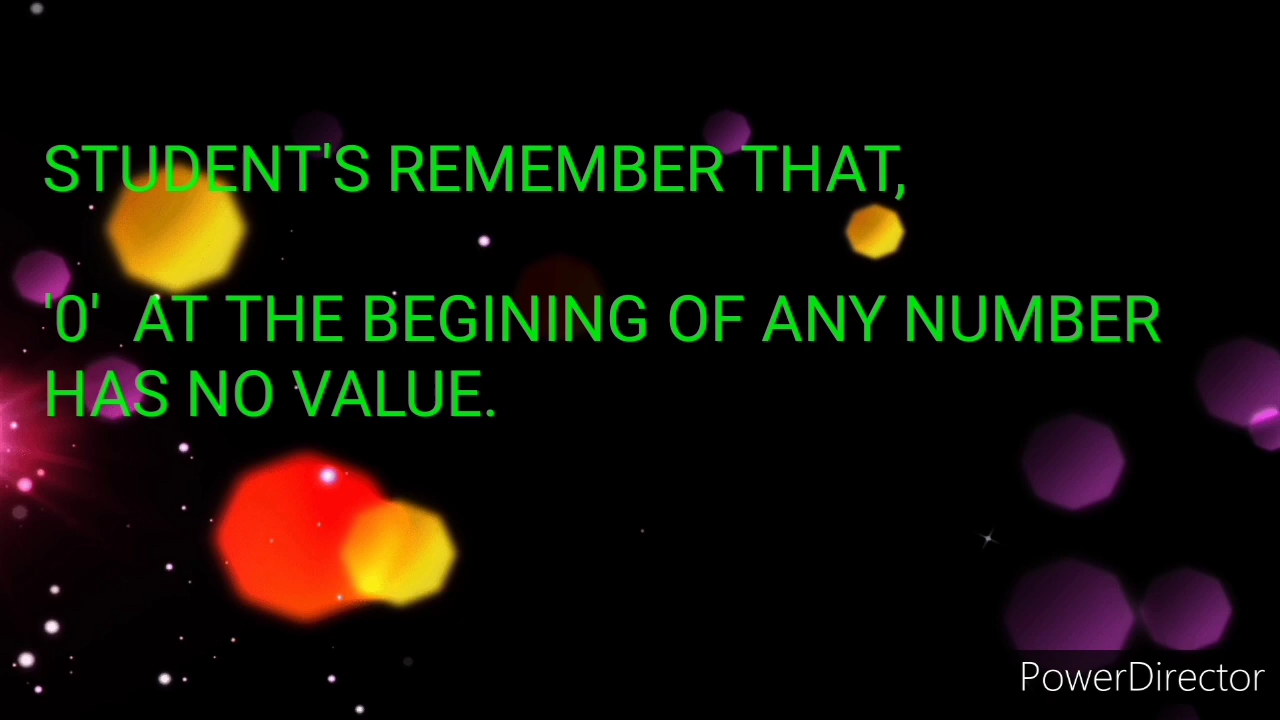 STUDENT'S REMEMBER THAT,
'0'  AT THE BEGINING OF ANY NUMBER
HAS NO VALUE.
PowerDirector